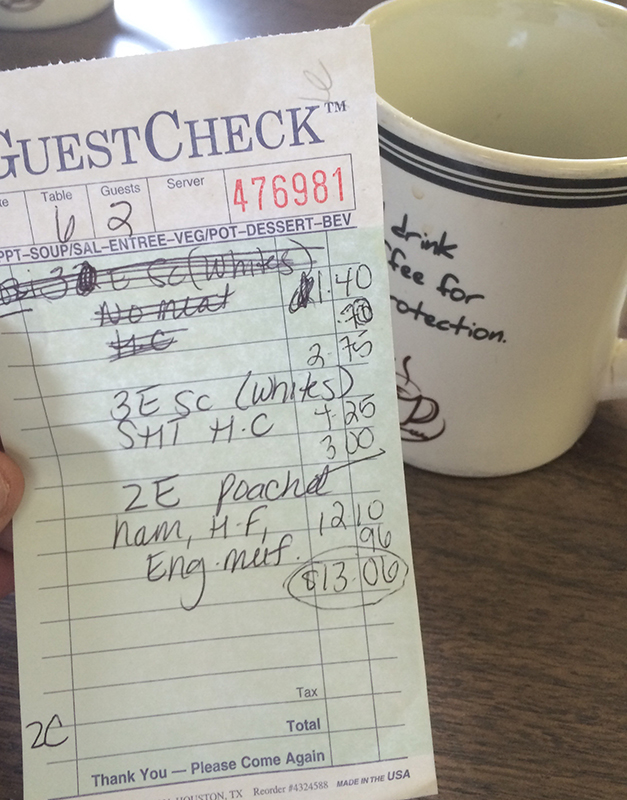 GUESTCHECK™
Table Guests Server
6 2 476981
PPT–SOUP/SAL–ENTREE–VEG/POT–DESSERT–BEV
3 E Sc (Whites) 1.40
No meat .70
H.C 2.75
3E Sc (Whites)
SHT H.C 4.25
3 00
2E Poached
ham, H.F, 12 10
Eng. muf. 96
$13.06
Tax
2C Total
Thank You — Please Come Again
HOUSTON, TX Reorder #4324588 MADE IN THE USA
drink
for
rotection.